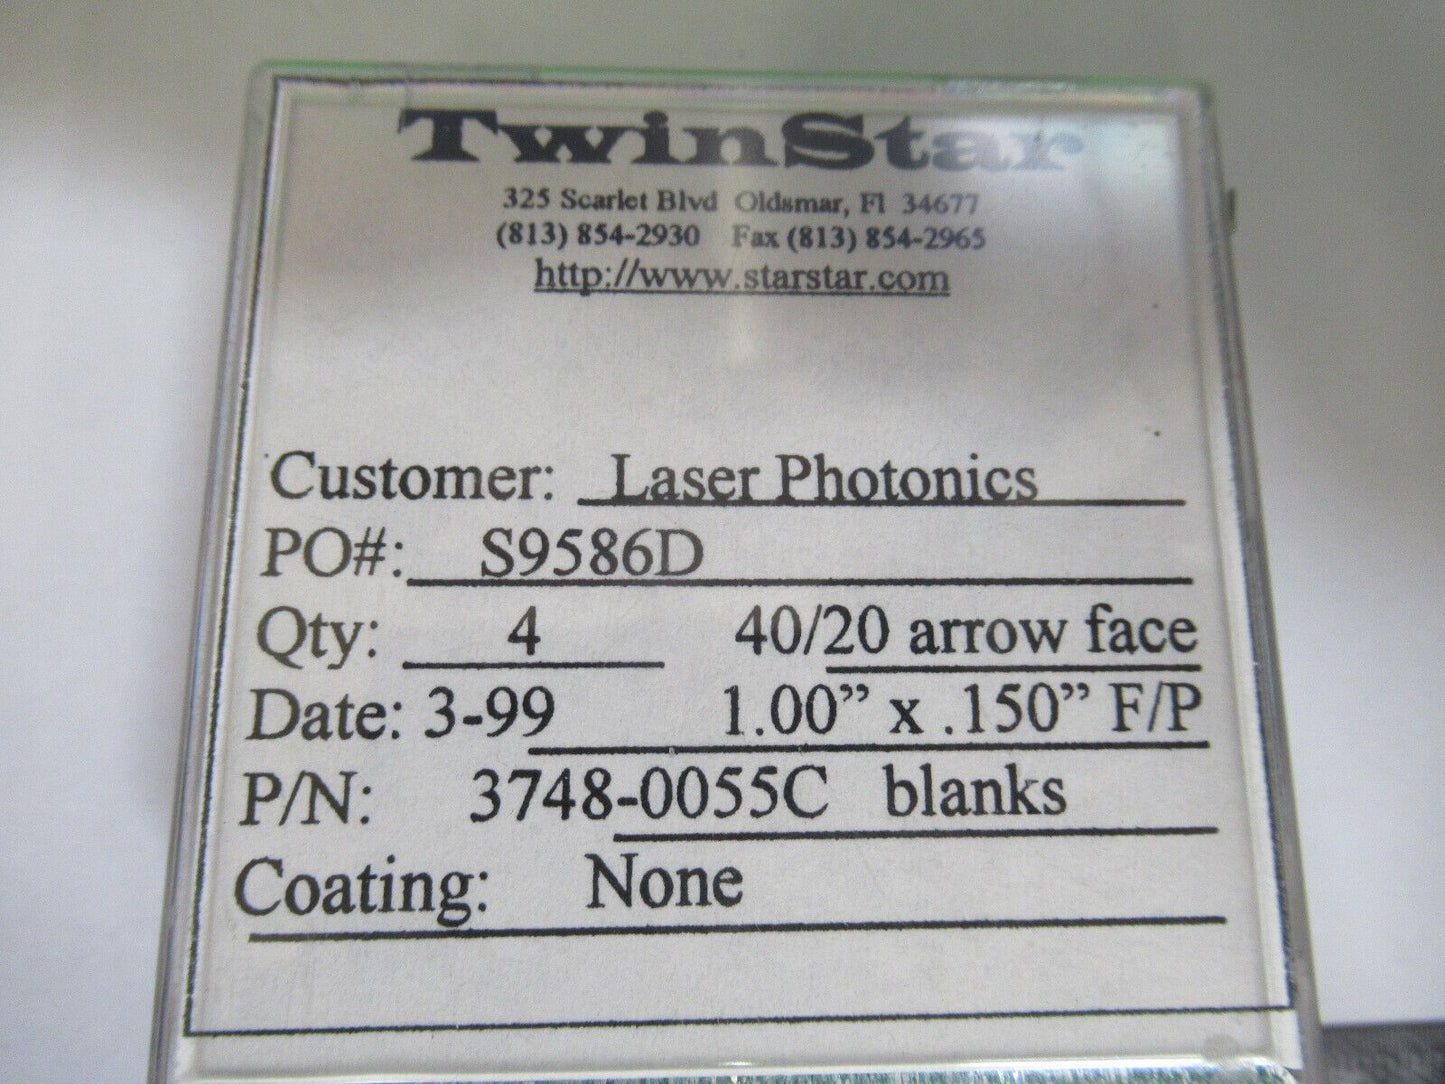 TwinStar
325 Scarlet Blvd Oldsmar, Fl 34677
(813) 854-2930 Fax (813) 854-2965
http://www.starstar.com
Customer: Laser Photonics
PO#: S9586D
Qty: 4 40/20 arrow face
Date: 3-99 1.00” x .150” F/P
P/N: 3748-0055C blanks
Coating: None